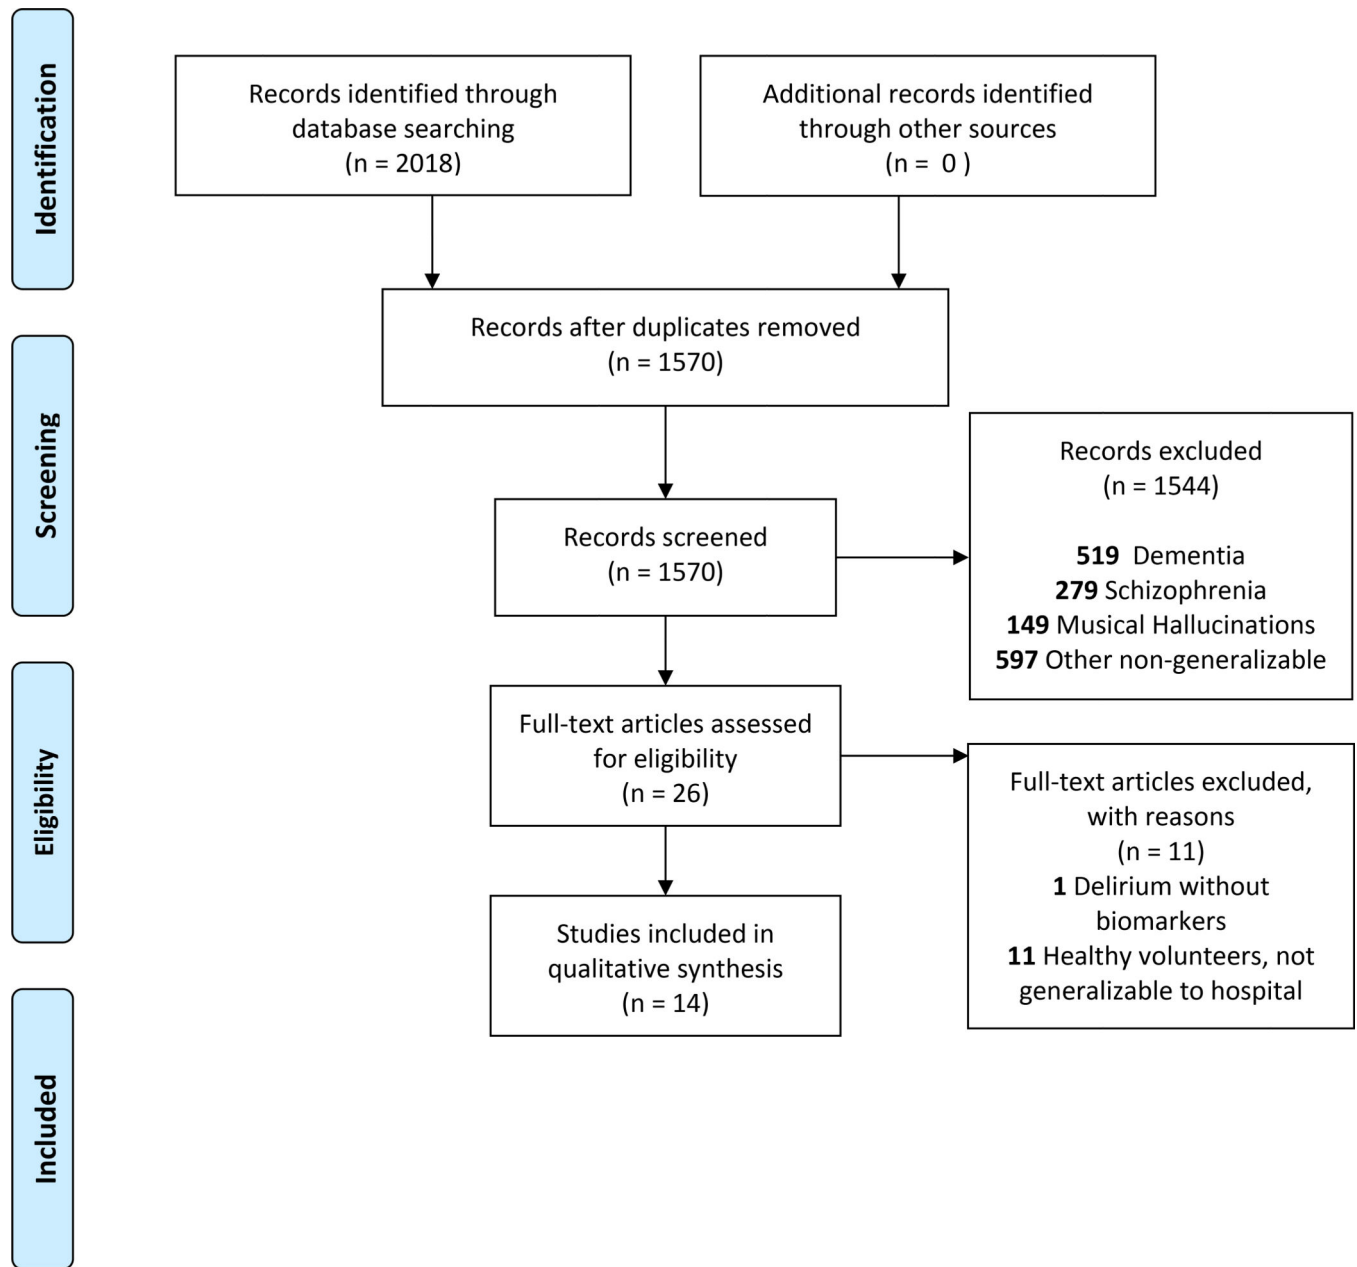 Identification
Records identified through
database searching
(n = 2018)
Additional records identified
through other sources
(n =  0 )
Records after duplicates removed
(n = 1570)
Screening
Records screened
(n = 1570)
Records excluded
(n = 1544)
519  Dementia
279 Schizophrenia
149 Musical Hallucinations
597 Other non-generalizable
Eligibility
Full-text articles assessed
for eligibility
(n = 26)
Full-text articles excluded,
with reasons
(n = 11)
1 Delirium without
biomarkers
11 Healthy volunteers, not
generalizable to hospital
Studies included in
qualitative synthesis
(n = 14)
Included